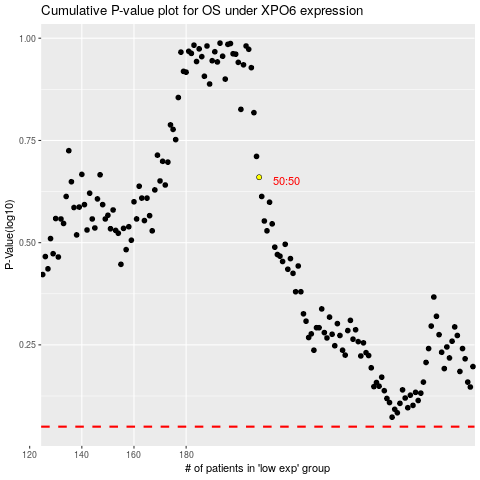 Cumulative P-value plot for OS under XPO6 expression
P-Value(log10)
1.00
0.75
0.50
0.25
50:50
120 140 160 180
# of patients in 'low exp' group